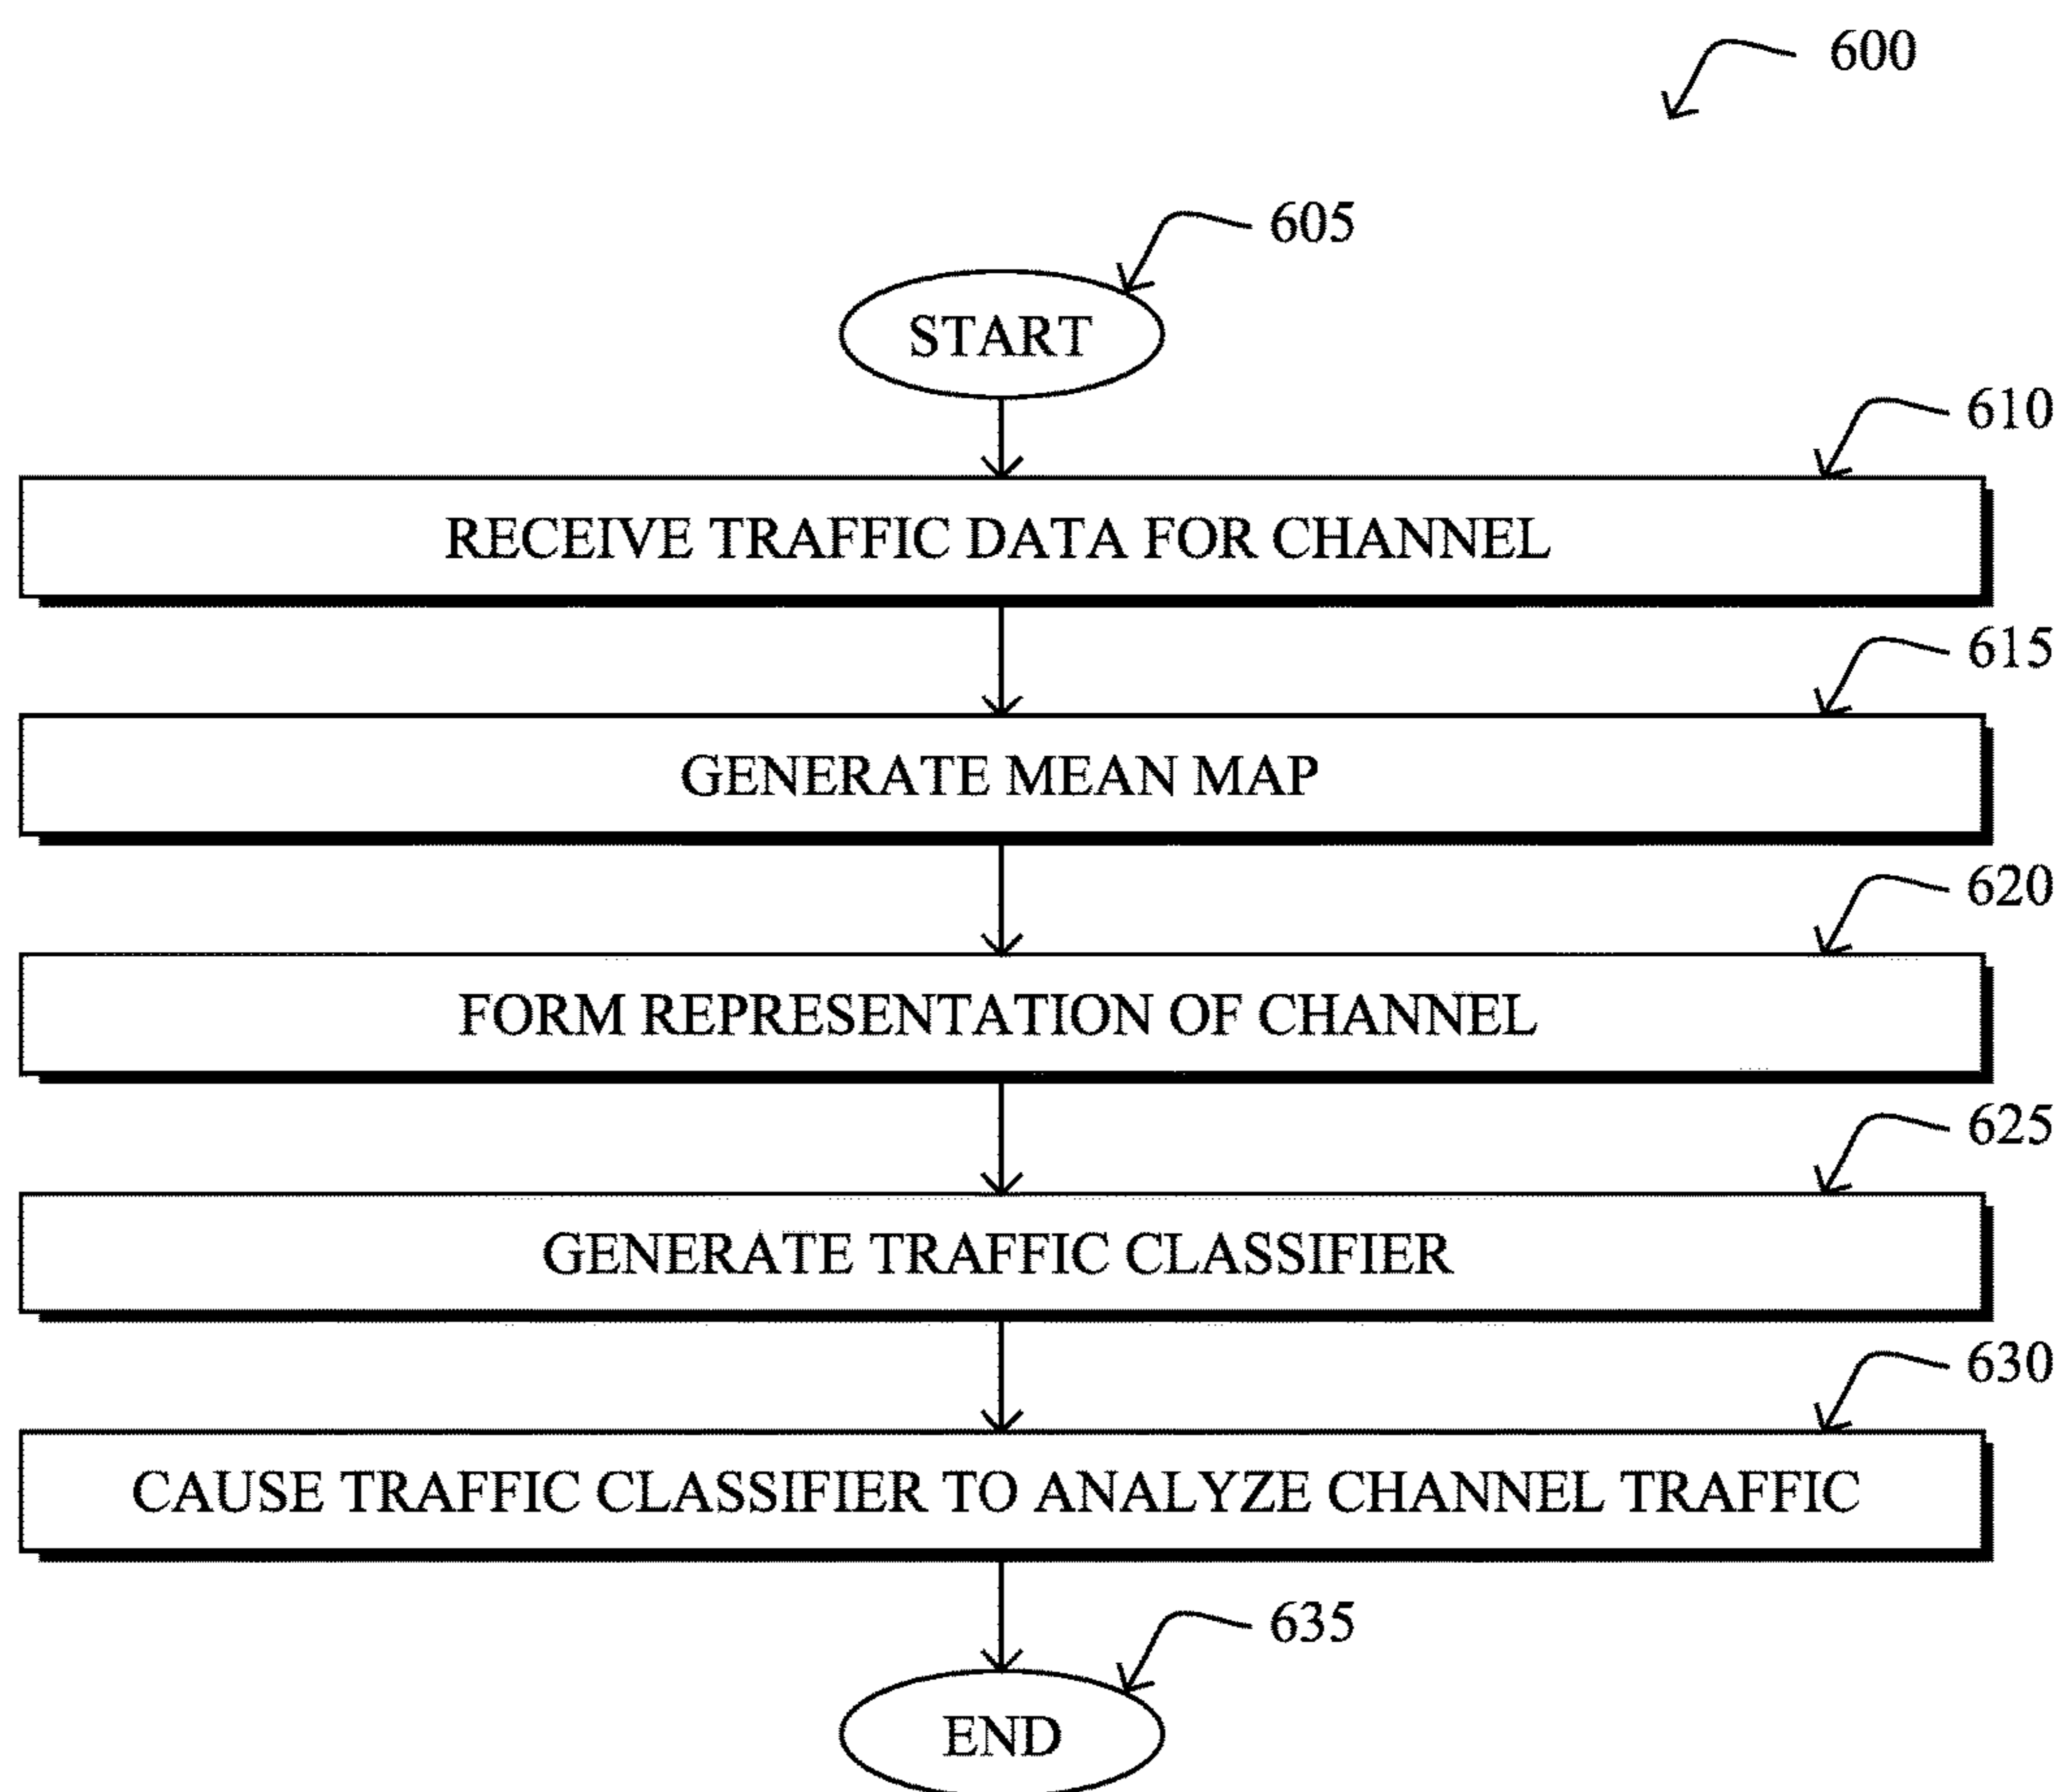 600
605
START
610
RECEIVE TRAFFIC DATA FOR CHANNEL
615
GENERATE MEAN MAP
620
FORM REPRESENTATION OF CHANNEL
625
GENERATE TRAFFIC CLASSIFIER
630
CAUSE TRAFFIC CLASSIFIER TO ANALYZE CHANNEL TRAFFIC
635
END